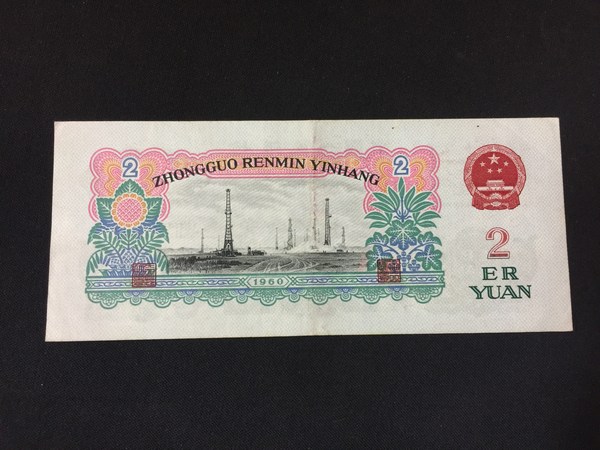 2 2
ZHONGGUO RENMIN YINHANG
1960
2
ER
YUAN